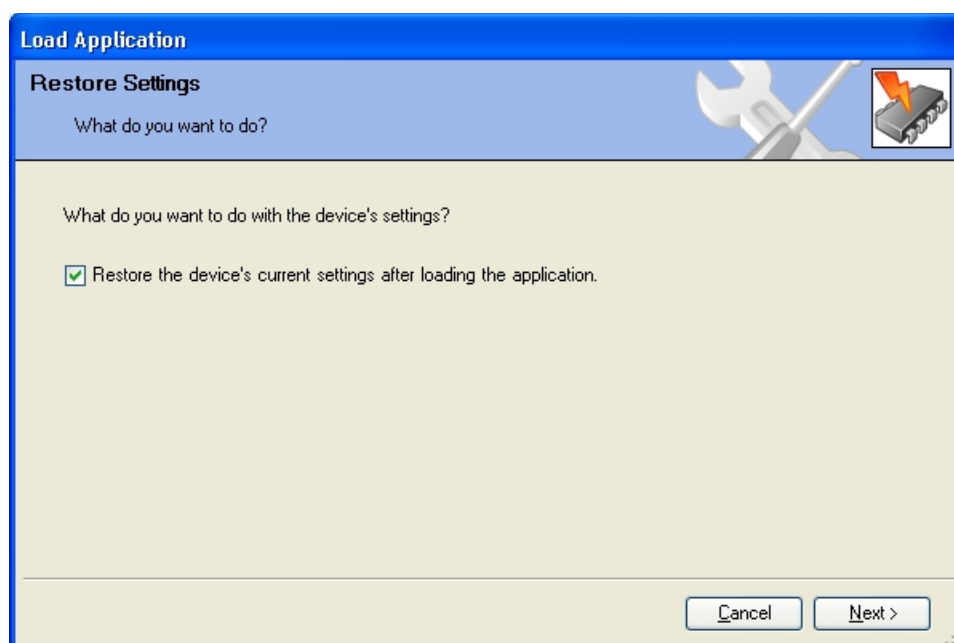 Load Application
Restore Settings
What do you want to do?
What do you want to do with the device's settings?
Restore the device's current settings after loading the application.
Cancel
Next >